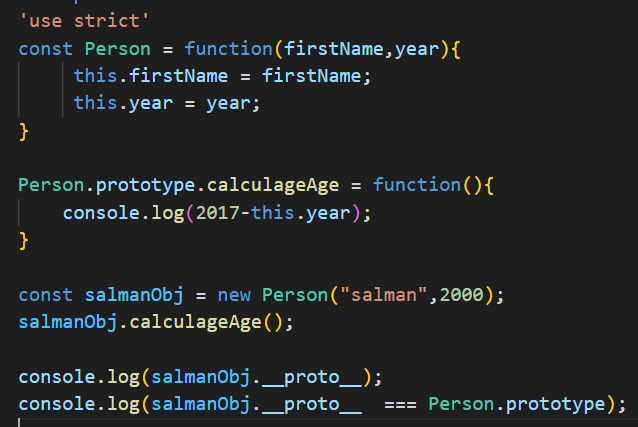 'use strict'
const Person = function(firstName,year){
this.firstName = firstName;
this.year = year;
}
Person.prototype.calculageAge = function(){
console.log(2017-this.year);
}
const salmanObj = new Person("salman",2000);
salmanObj.calculageAge();
console.log(salmanObj.__proto__);
console.log(salmanObj.__proto__  === Person.prototype);